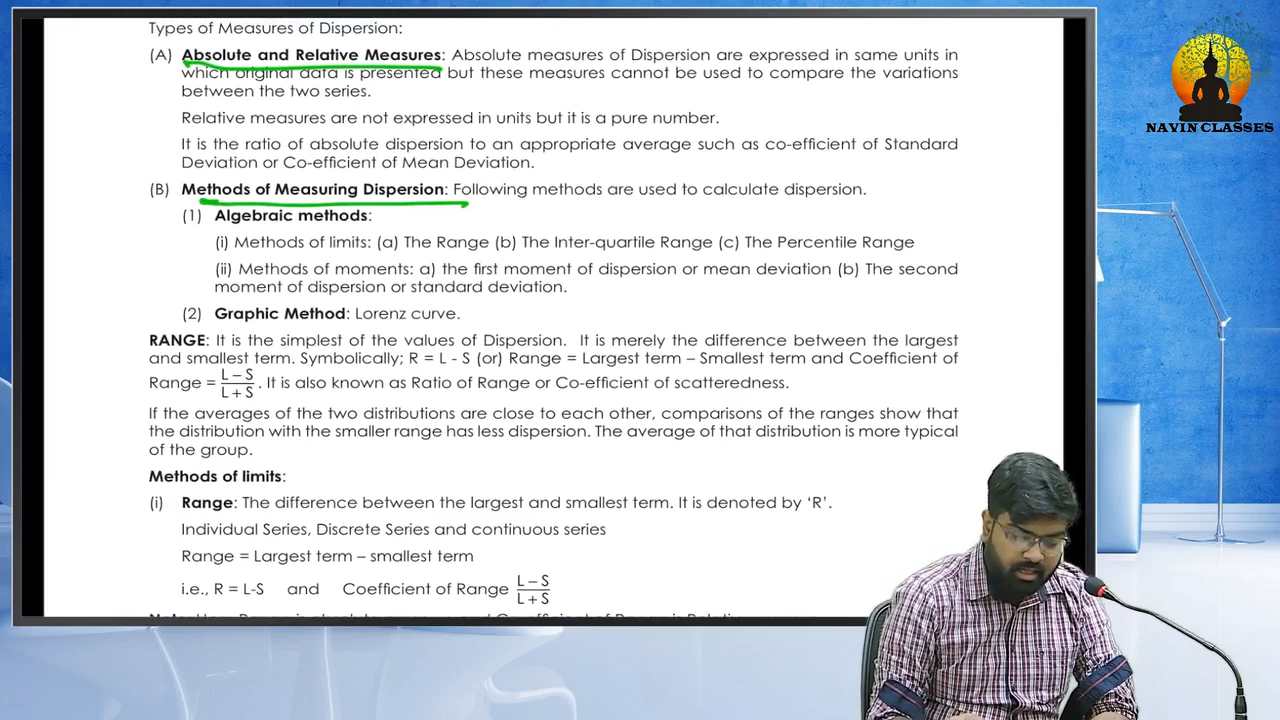 Types of Measures of Dispersion:
(A) Absolute and Relative Measures: Absolute measures of Dispersion are expressed in same units in
which original data is presented but these measures cannot be used to compare the variations
between the two series.
Relative measures are not expressed in units but it is a pure number.
It is the ratio of absolute dispersion to an appropriate average such as co-efficient of Standard
Deviation or Co-efficient of Mean Deviation.
(B) Methods of Measuring Dispersion: Following methods are used to calculate dispersion.
(1) Algebraic methods:
(i) Methods of limits: (a) The Range (b) The Inter-quartile Range (c) The Percentile Range
(ii) Methods of moments: a) the first moment of dispersion or mean deviation (b) The second
moment of dispersion or standard deviation.
(2) Graphic Method: Lorenz curve.
RANGE: It is the simplest of the values of Dispersion. It is merely the difference between the largest
and smallest term. Symbolically; R = L - S (or) Range = Largest term – Smallest term and Coefficient of
Range = L – S / L + S. It is also known as Ratio of Range or Co-efficient of scatteredness.
If the averages of the two distributions are close to each other, comparisons of the ranges show that
the distribution with the smaller range has less dispersion. The average of that distribution is more typical
of the group.
Methods of limits:
(i) Range: The difference between the largest and smallest term. It is denoted by ‘R’.
Individual Series, Discrete Series and continuous series
Range = Largest term – smallest term
i.e., R = L-S and Coefficient of Range L – S / L + S
NAVIN CLASSES